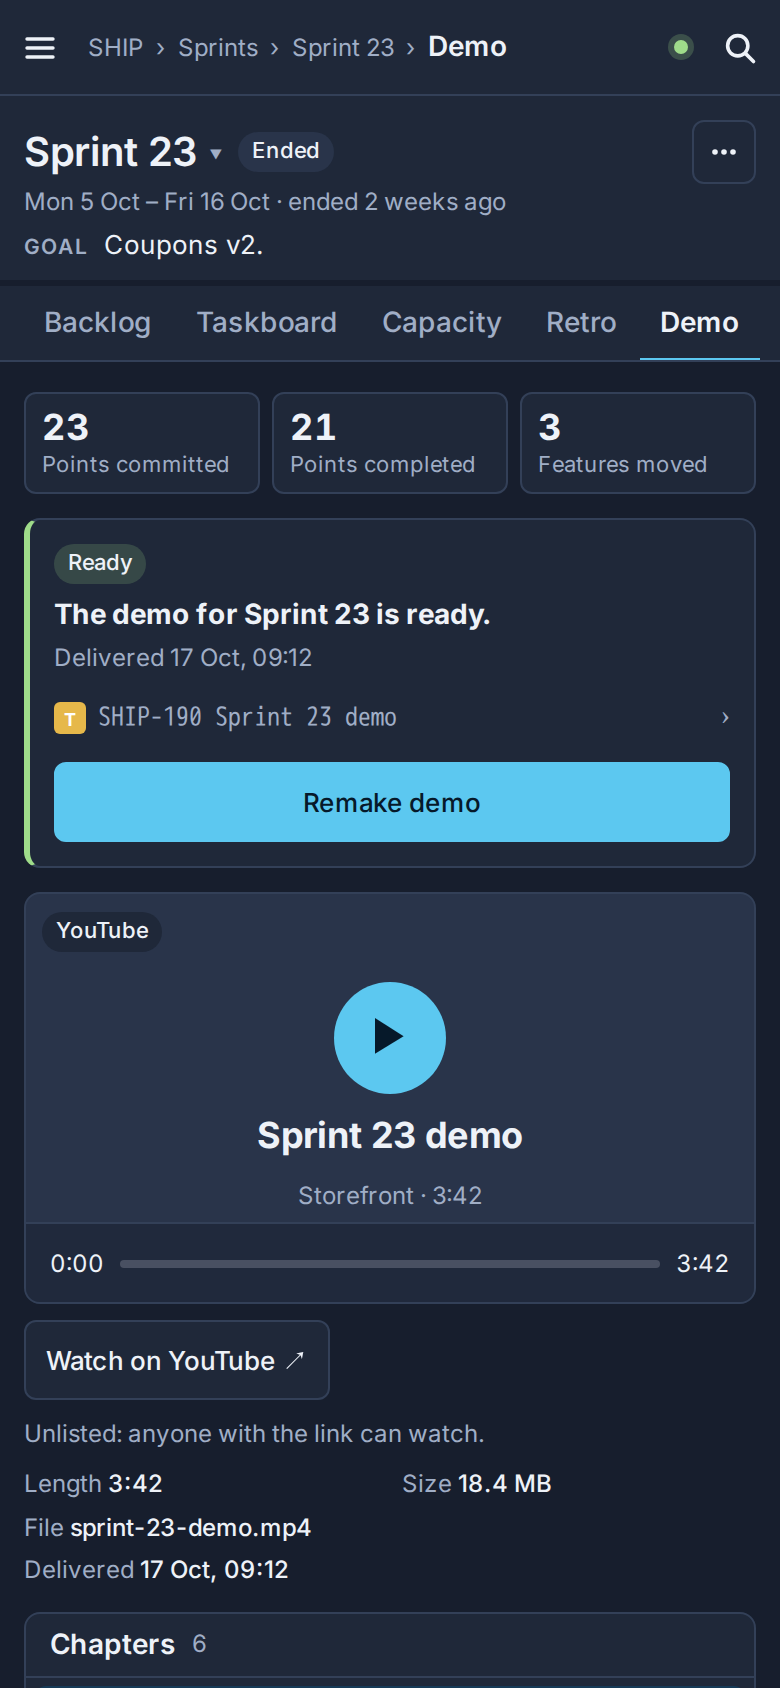 SHIP › Sprints › Sprint 23 › Demo
Sprint 23 ▾ Ended
Mon 5 Oct – Fri 16 Oct · ended 2 weeks ago
GOAL Coupons v2.
Backlog Taskboard Capacity Retro Demo
23 21 3
Points committed Points completed Features moved
Ready
The demo for Sprint 23 is ready.
Delivered 17 Oct, 09:12
T SHIP-190 Sprint 23 demo ›
Remake demo
YouTube
Sprint 23 demo
Storefront · 3:42
0:00 3:42
Watch on YouTube ↗
Unlisted: anyone with the link can watch.
Length 3:42 Size 18.4 MB
File sprint-23-demo.mp4
Delivered 17 Oct, 09:12
Chapters 6